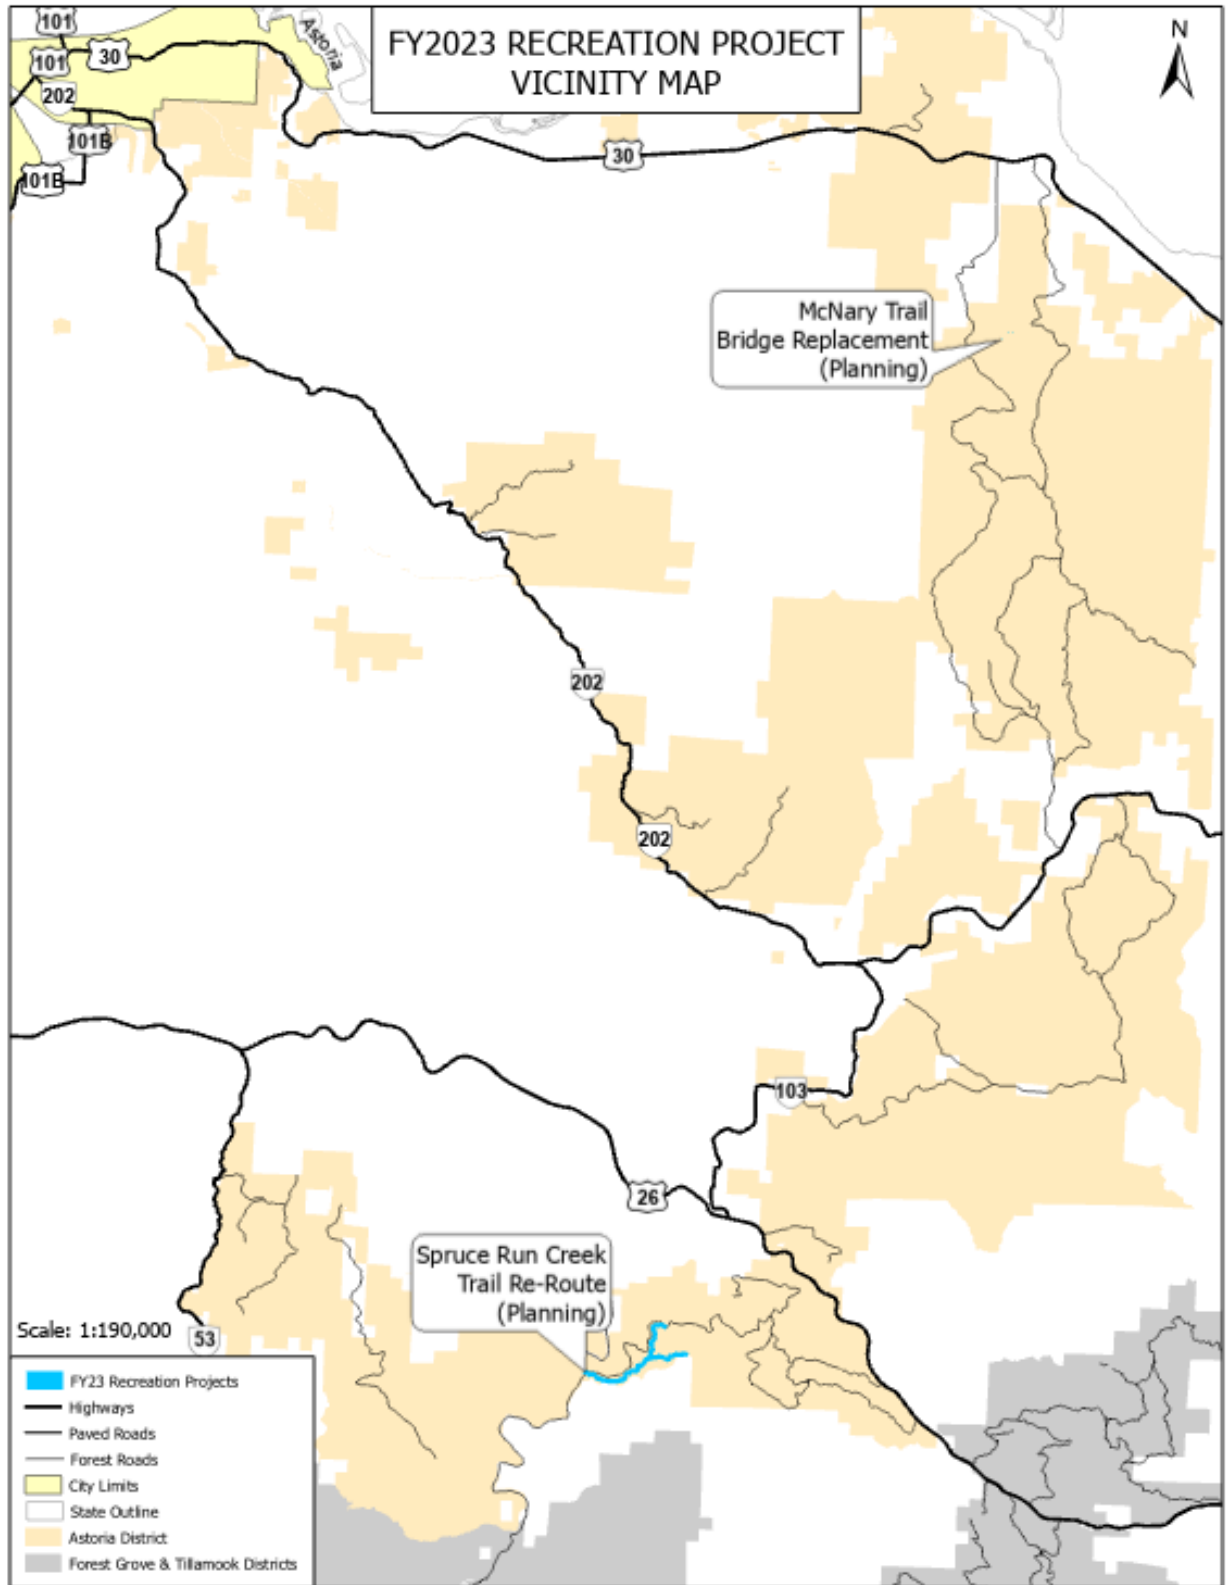 FY2023 RECREATION PROJECT
VICINITY MAP
N
Astoria
101
30
101
202
101B
101B
30
McNary Trail
Bridge Replacement
(Planning)
202
202
103
26
Spruce Run Creek
Trail Re-Route
(Planning)
Scale: 1:190,000
53
FY23 Recreation Projects
Highways
Paved Roads
Forest Roads
City Limits
State Outline
Astoria District
Forest Grove & Tillamook Districts